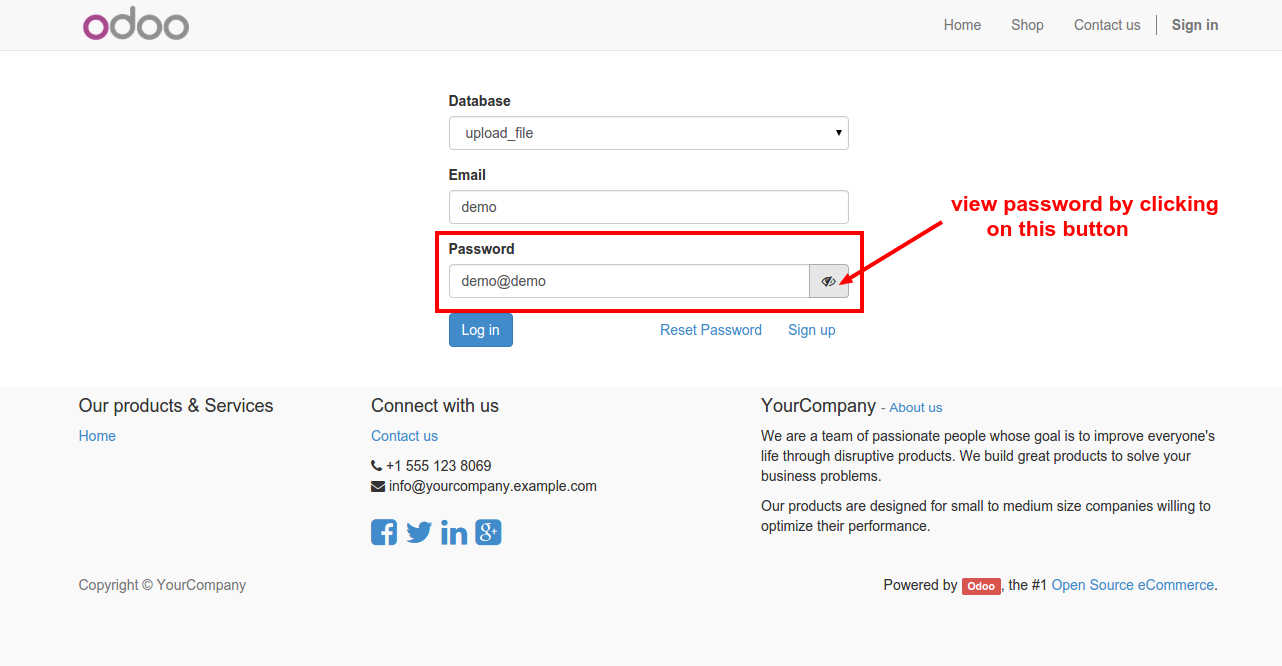 odoo
Home Shop Contact us Sign in
Database
upload_file
Email
demo
view password by clicking
on this button
Password
demo@demo
Log in Reset Password Sign up
Our products & Services
Home
Connect with us
Contact us
+1 555 123 8069
info@yourcompany.example.com
YourCompany - About us
We are a team of passionate people whose goal is to improve everyone's
life through disruptive products. We build great products to solve your
business problems.
Our products are designed for small to medium size companies willing to
optimize their performance.
Copyright © YourCompany
Powered by Odoo, the #1 Open Source eCommerce.